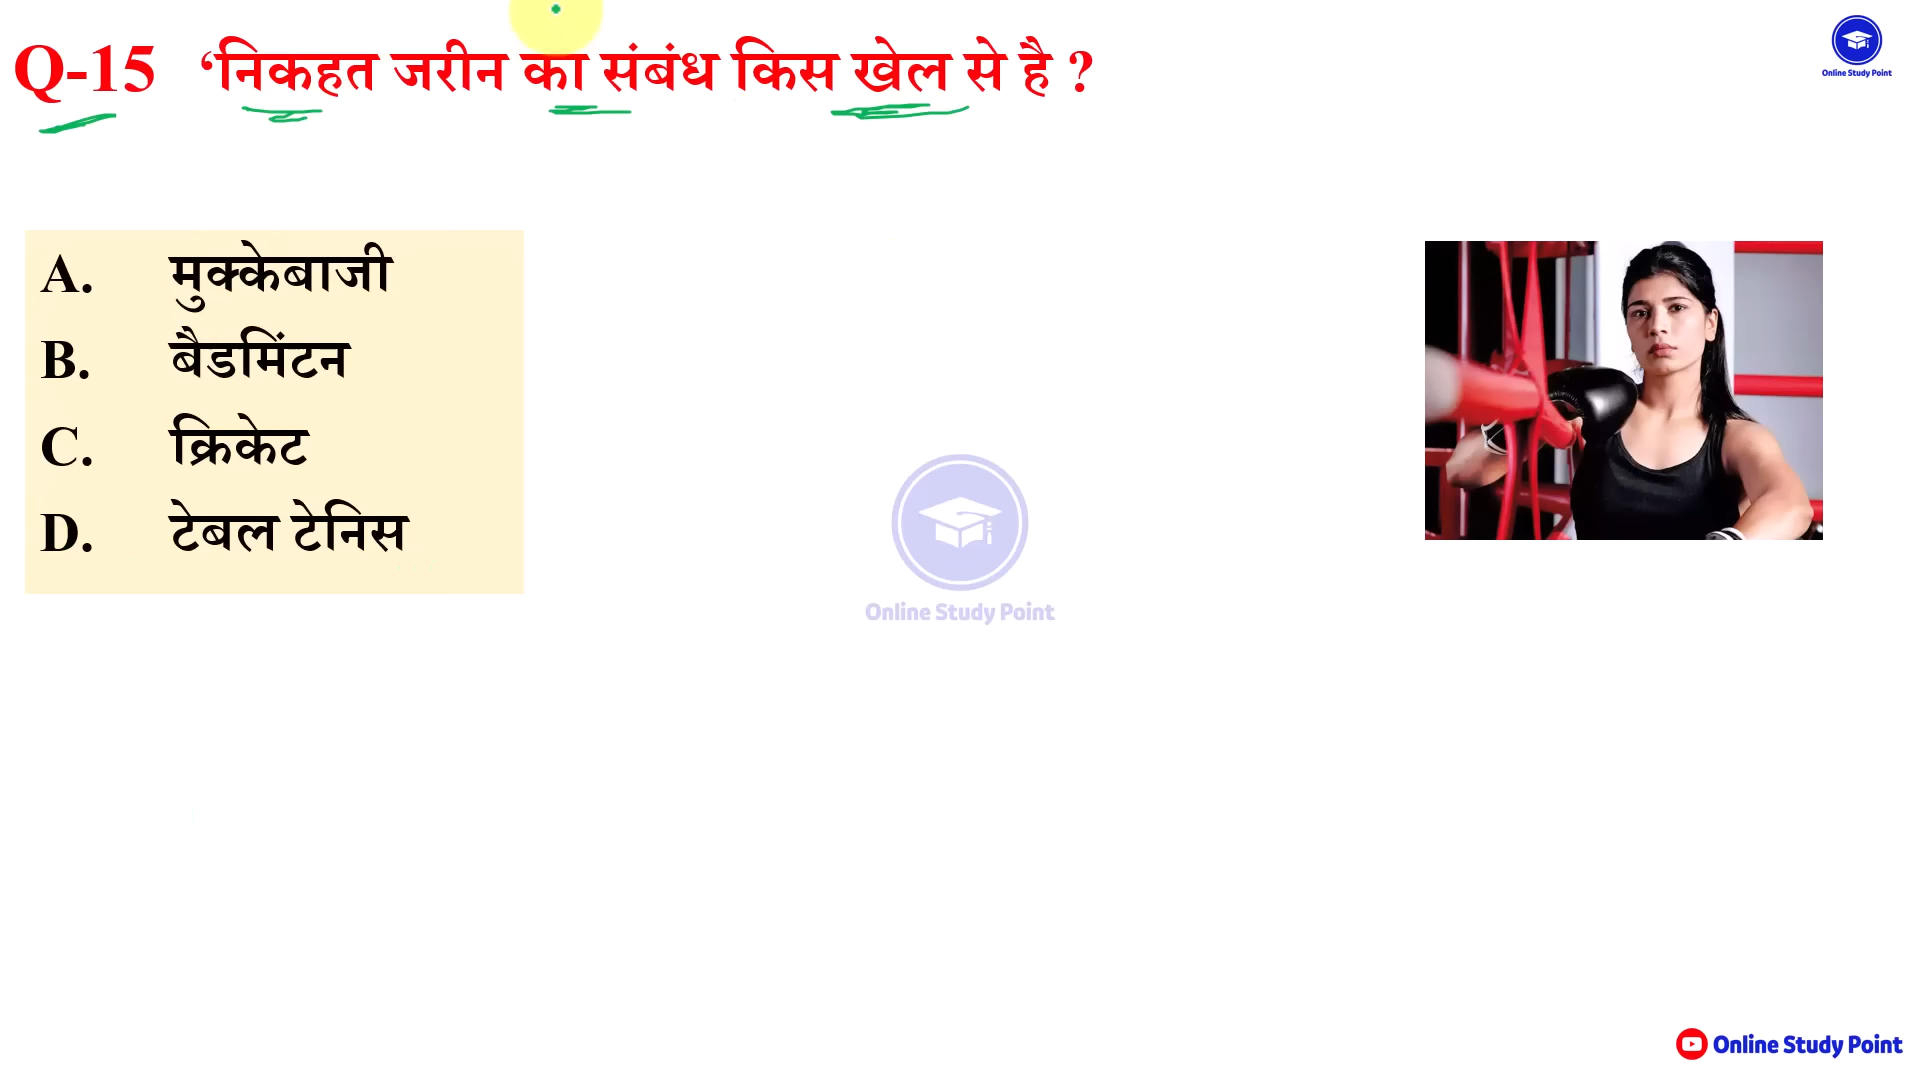 Q-15 ‘निकहत जरीन का संबंध किस खेल से है ?
Online Study Point
A. मुक्केबाजी
B. बैडमिंटन
C. क्रिकेट
D. टेबल टेनिस
Online Study Point
Online Study Point